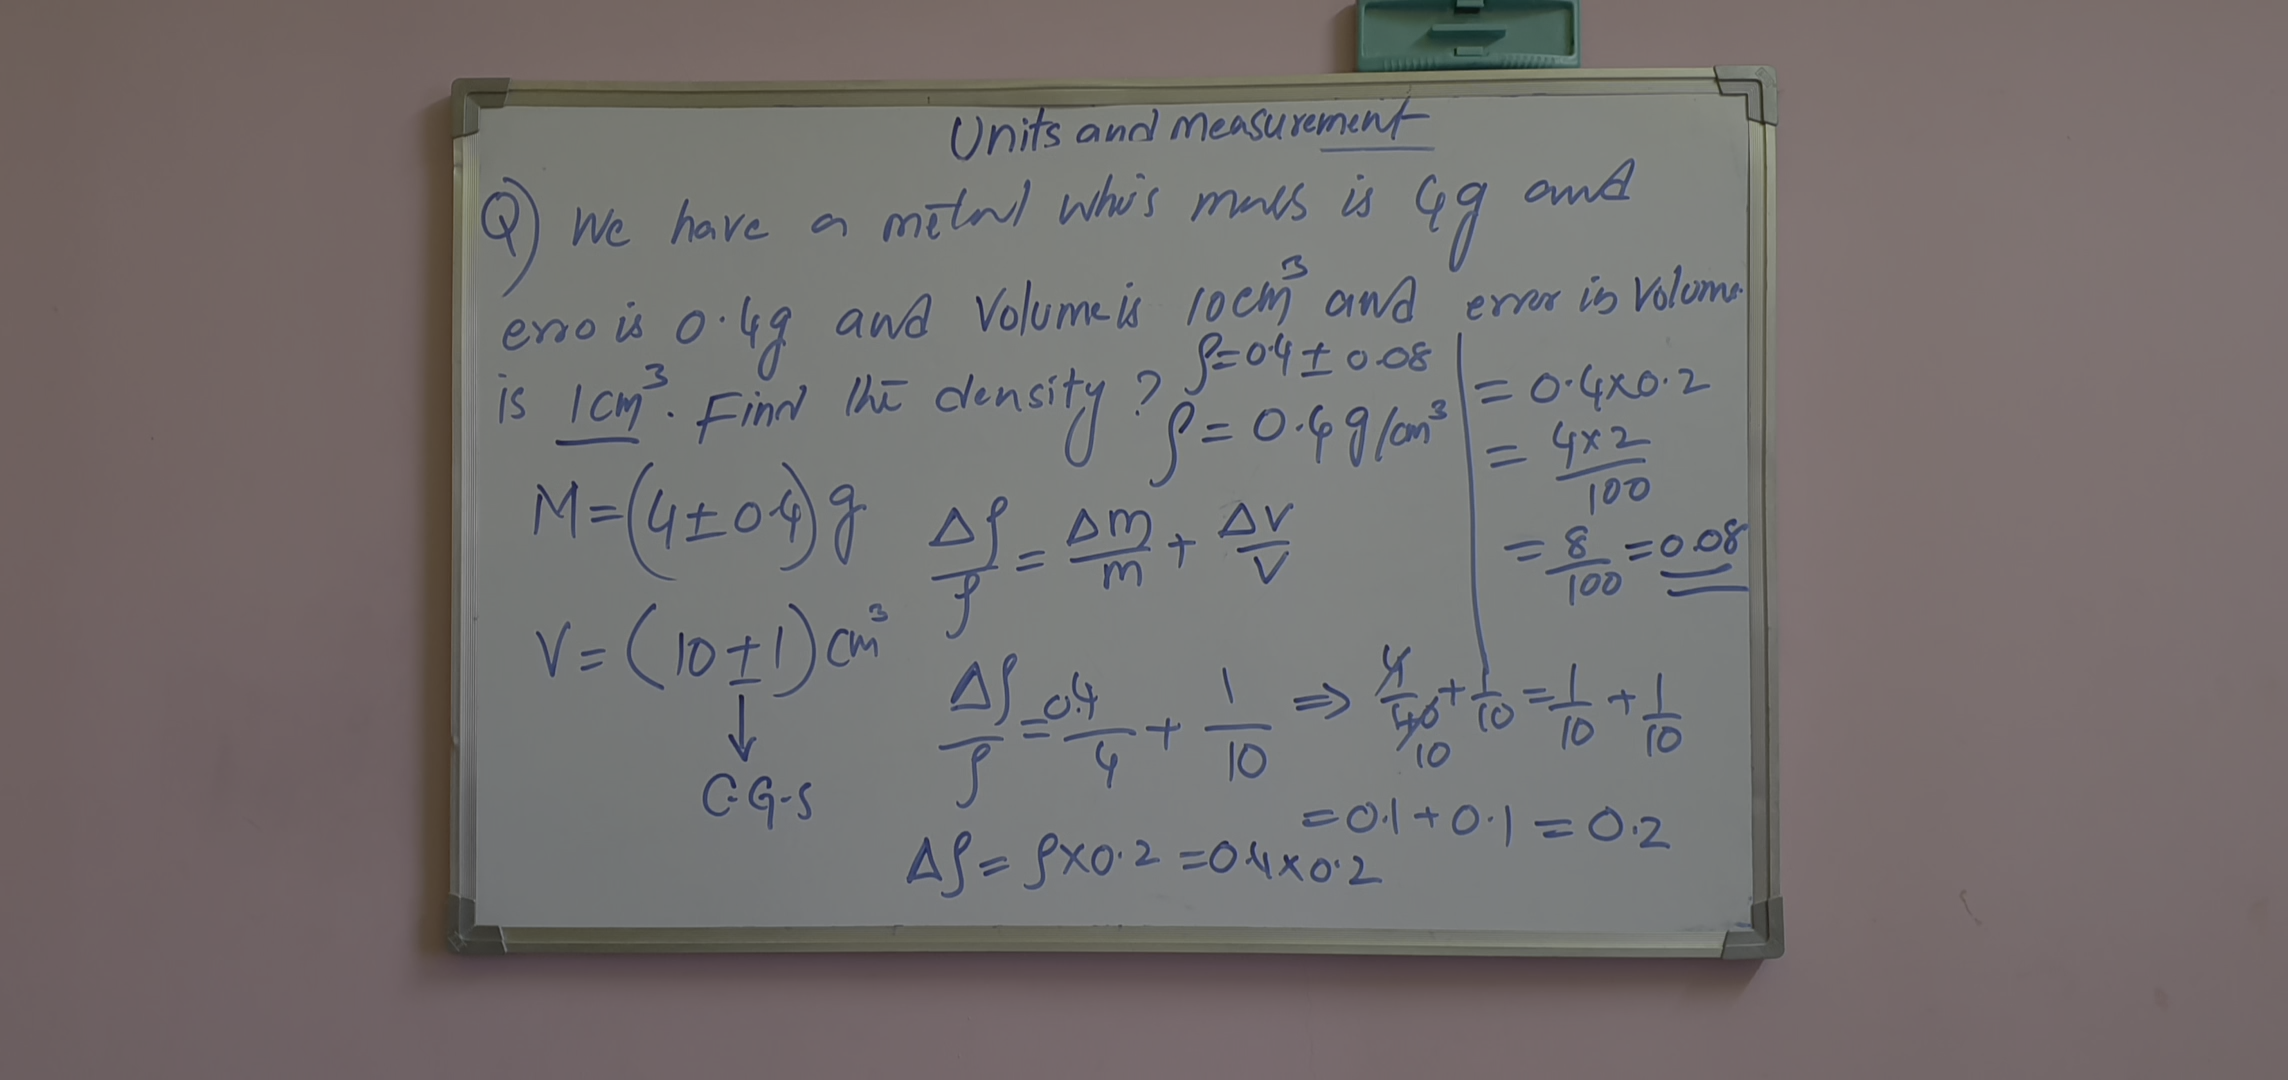 Units and measurement
Q) We have a metal whis mass is 4g and
erro is 0.4g and Volume is 10cm³ and error in Volume
is 1cm³. Find the density?
ρ=0.4±0.08
ρ=0.4g/cm³
M=(4±0.4)g
V=(10±1)cm³
↓
C-G-S
Δρ/ρ = Δm/m + ΔV/V
Δρ/ρ = 0.4/4 + 1/10 ⇒ 4/40 10 + 1/10 = 1/10 + 1/10
= 0.1+0.1 = 0.2
Δρ = ρ×0.2 = 0.4×0.2
= 0.4×0.2
= 4×2/100
= 8/100 = 0.08